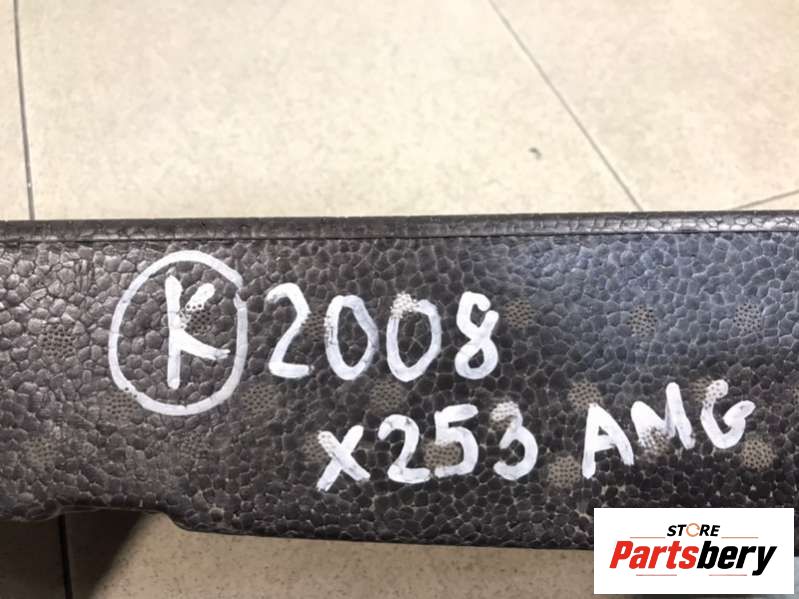 K 2008
X253 AMG
STORE
Partsbery